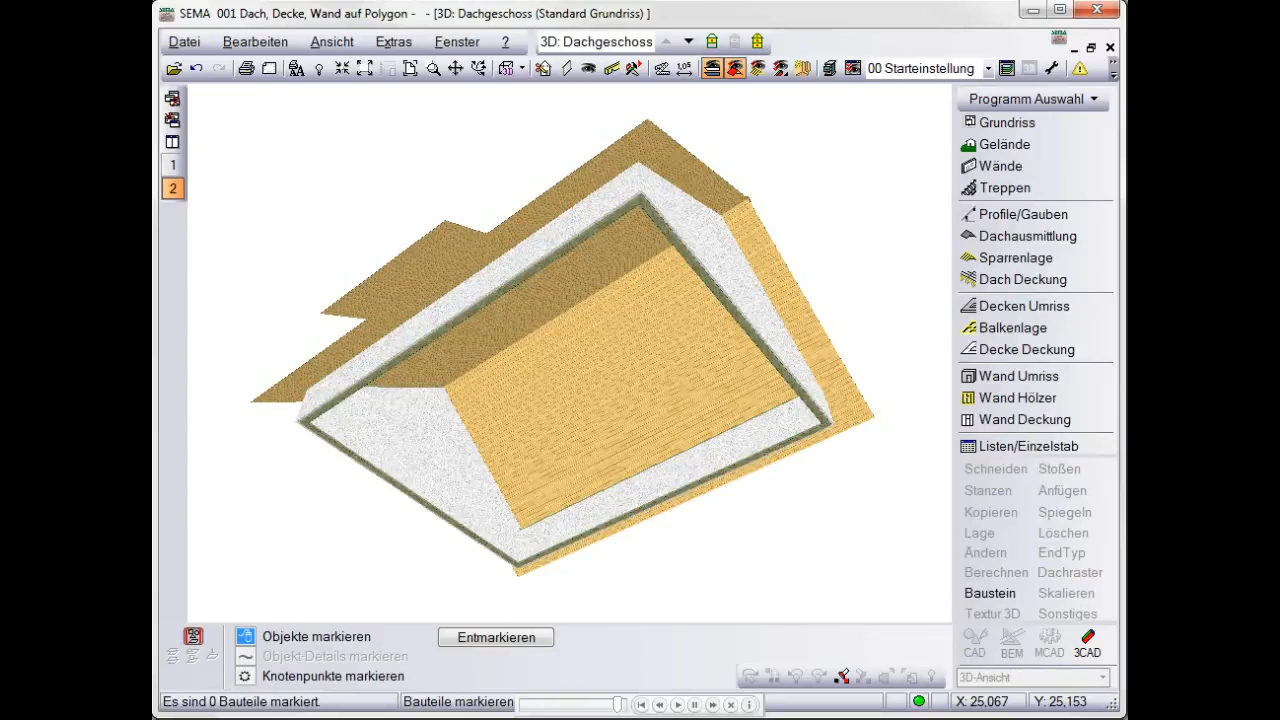 SEMA 001 Dach, Decke, Wand auf Polygon - - [3D: Dachgeschoss (Standard Grundriss) ]
Datei Bearbeiten Ansicht Extras Fenster ? 3D: Dachgeschoss
00 Starteinstellung
1
2
Programm Auswahl
Grundriss
Gelände
Wände
Treppen
Profile/Gauben
Dachausmittlung
Sparrenlage
Dach Deckung
Decken Umriss
Balkenlage
Decke Deckung
Wand Umriss
Wand Hölzer
Wand Deckung
Listen/Einzelstab
Schneiden Stoßen
Stanzen Anfügen
Kopieren Spiegeln
Lage Löschen
Ändern EndTyp
Berechnen Dachraster
Baustein Skalieren
Textur 3D Sonstiges
CAD BEM MCAD 3CAD
3D-Ansicht
Objekte markieren Entmarkieren
Objekt-Details markieren
Knotenpunkte markieren
Es sind 0 Bauteile markiert. Bauteile markieren X: 25,067 Y: 25,153